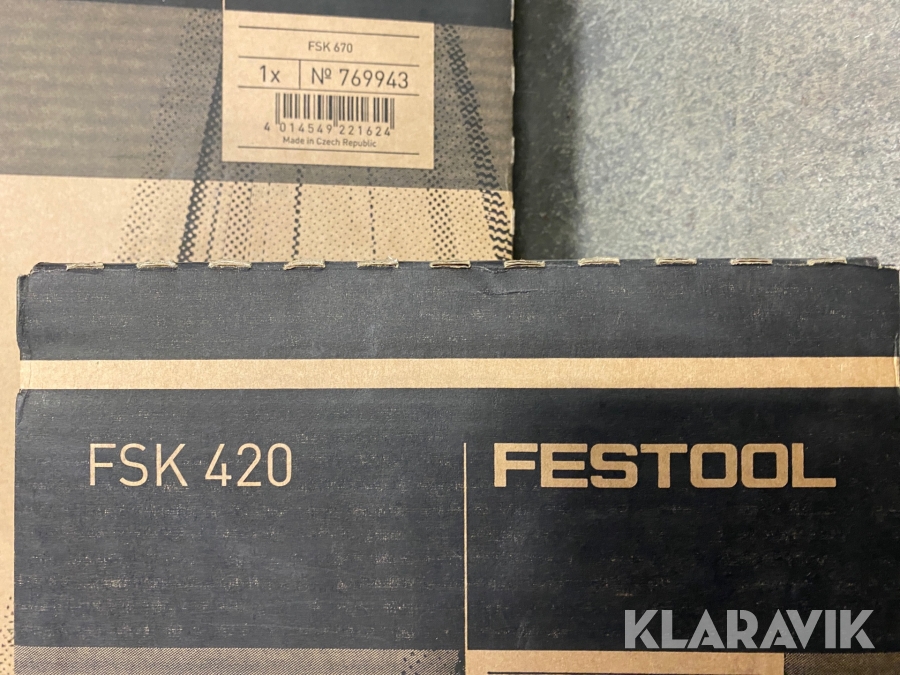 FSK 670
1x Nº 769943
4 014549 221624
Made in Czech Republic
FSK 420
FESTOOL
KLARAVIK